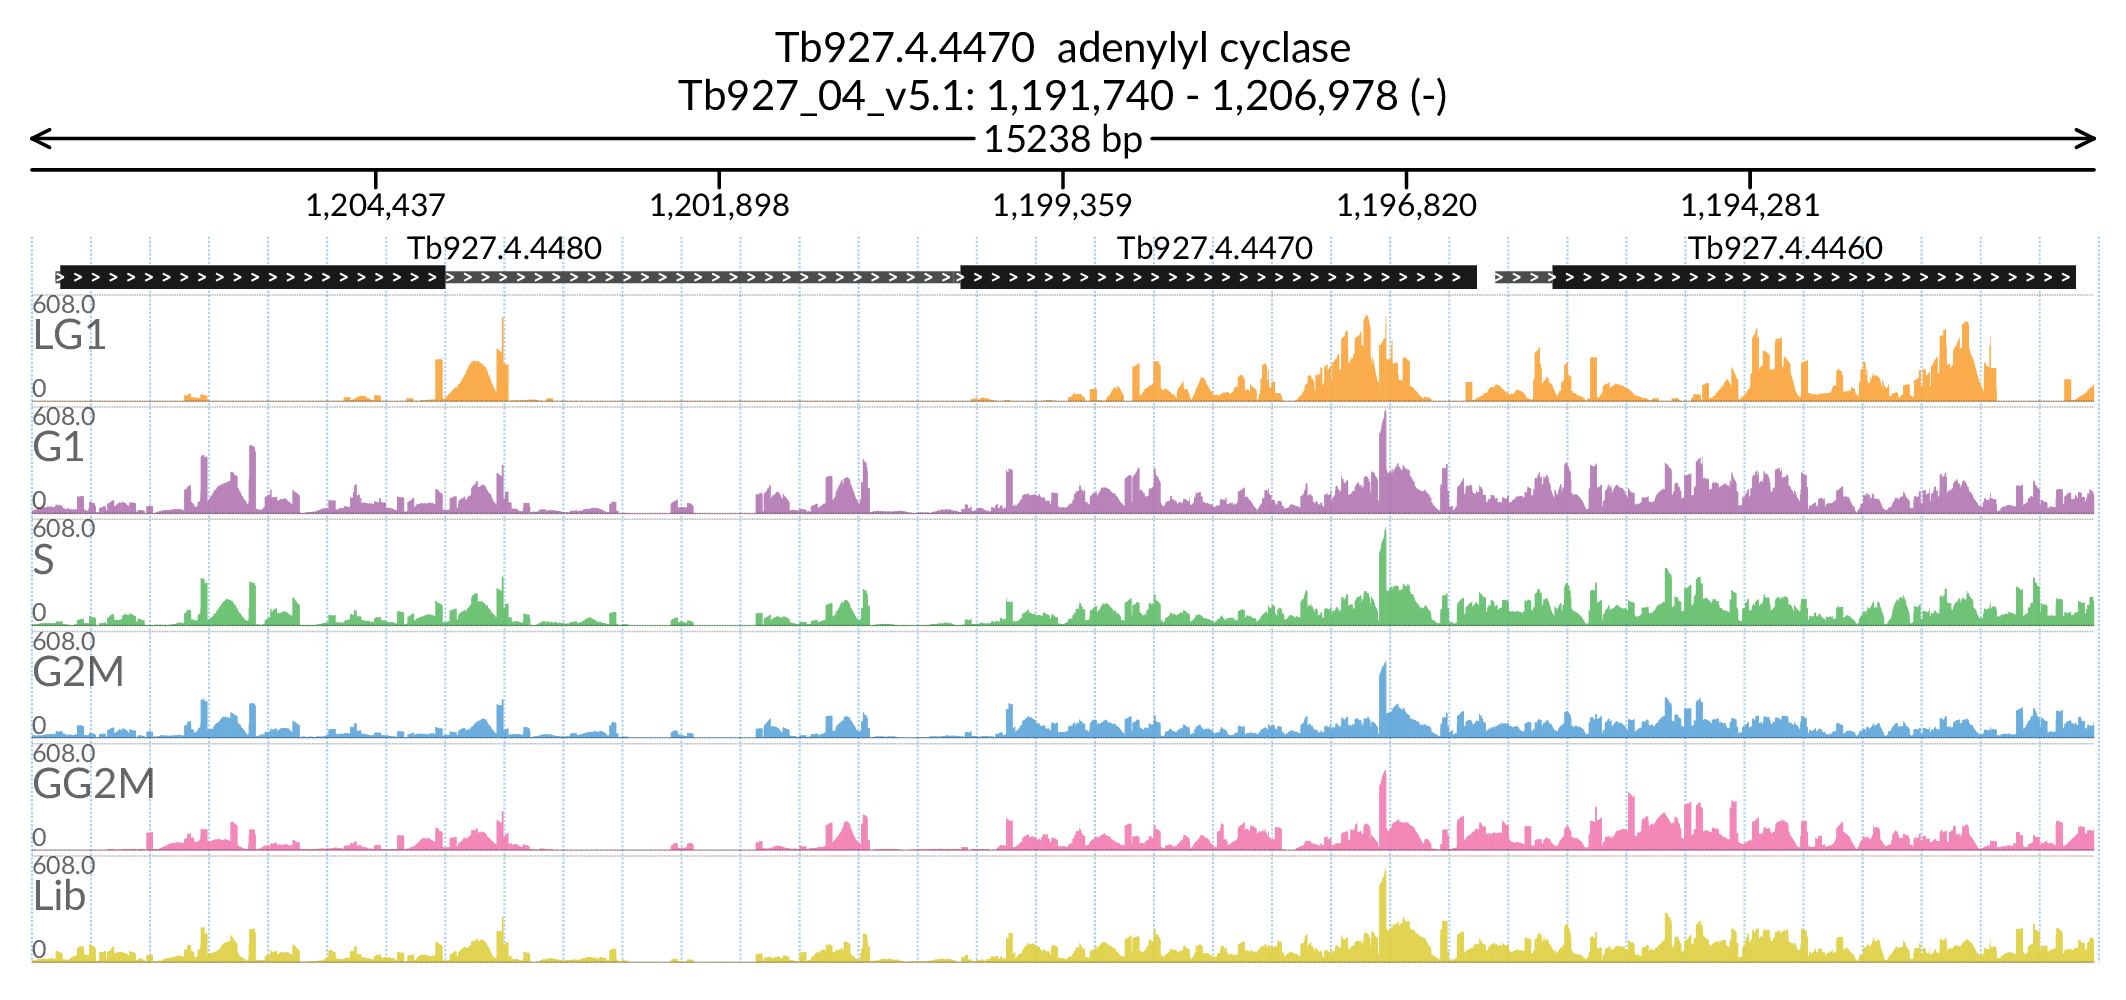 Tb927.4.4470  adenylyl cyclase
Tb927_04_v5.1: 1,191,740 - 1,206,978 (-)
15238 bp
1,204,437 1,201,898 1,199,359 1,196,820 1,194,281
Tb927.4.4480 Tb927.4.4470 Tb927.4.4460
608.0
LG1
0
608.0
G1
0
608.0
S
0
608.0
G2M
0
608.0
GG2M
0
608.0
Lib
0